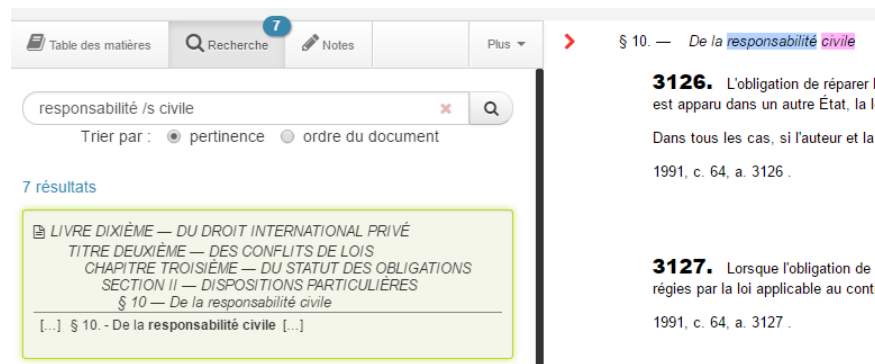 Table des matières
Recherche
7
Notes
Plus
responsabilité /s civile
Trier par : pertinence ordre du document
7 résultats
LIVRE DIXIÈME — DU DROIT INTERNATIONAL PRIVÉ
TITRE DEUXIÈME — DES CONFLITS DE LOIS
CHAPITRE TROISIÈME — DU STATUT DES OBLIGATIONS
SECTION II — DISPOSITIONS PARTICULIÈRES
§ 10 — De la responsabilité civile
[...] § 10. - De la responsabilité civile [...]
§ 10. — De la responsabilité civile
3126. L'obligation de réparer
est apparu dans un autre État, la
Dans tous les cas, si l'auteur et la
1991, c. 64, a. 3126 .
3127. Lorsque l'obligation de
régies par la loi applicable au
1991, c. 64, a. 3127 .